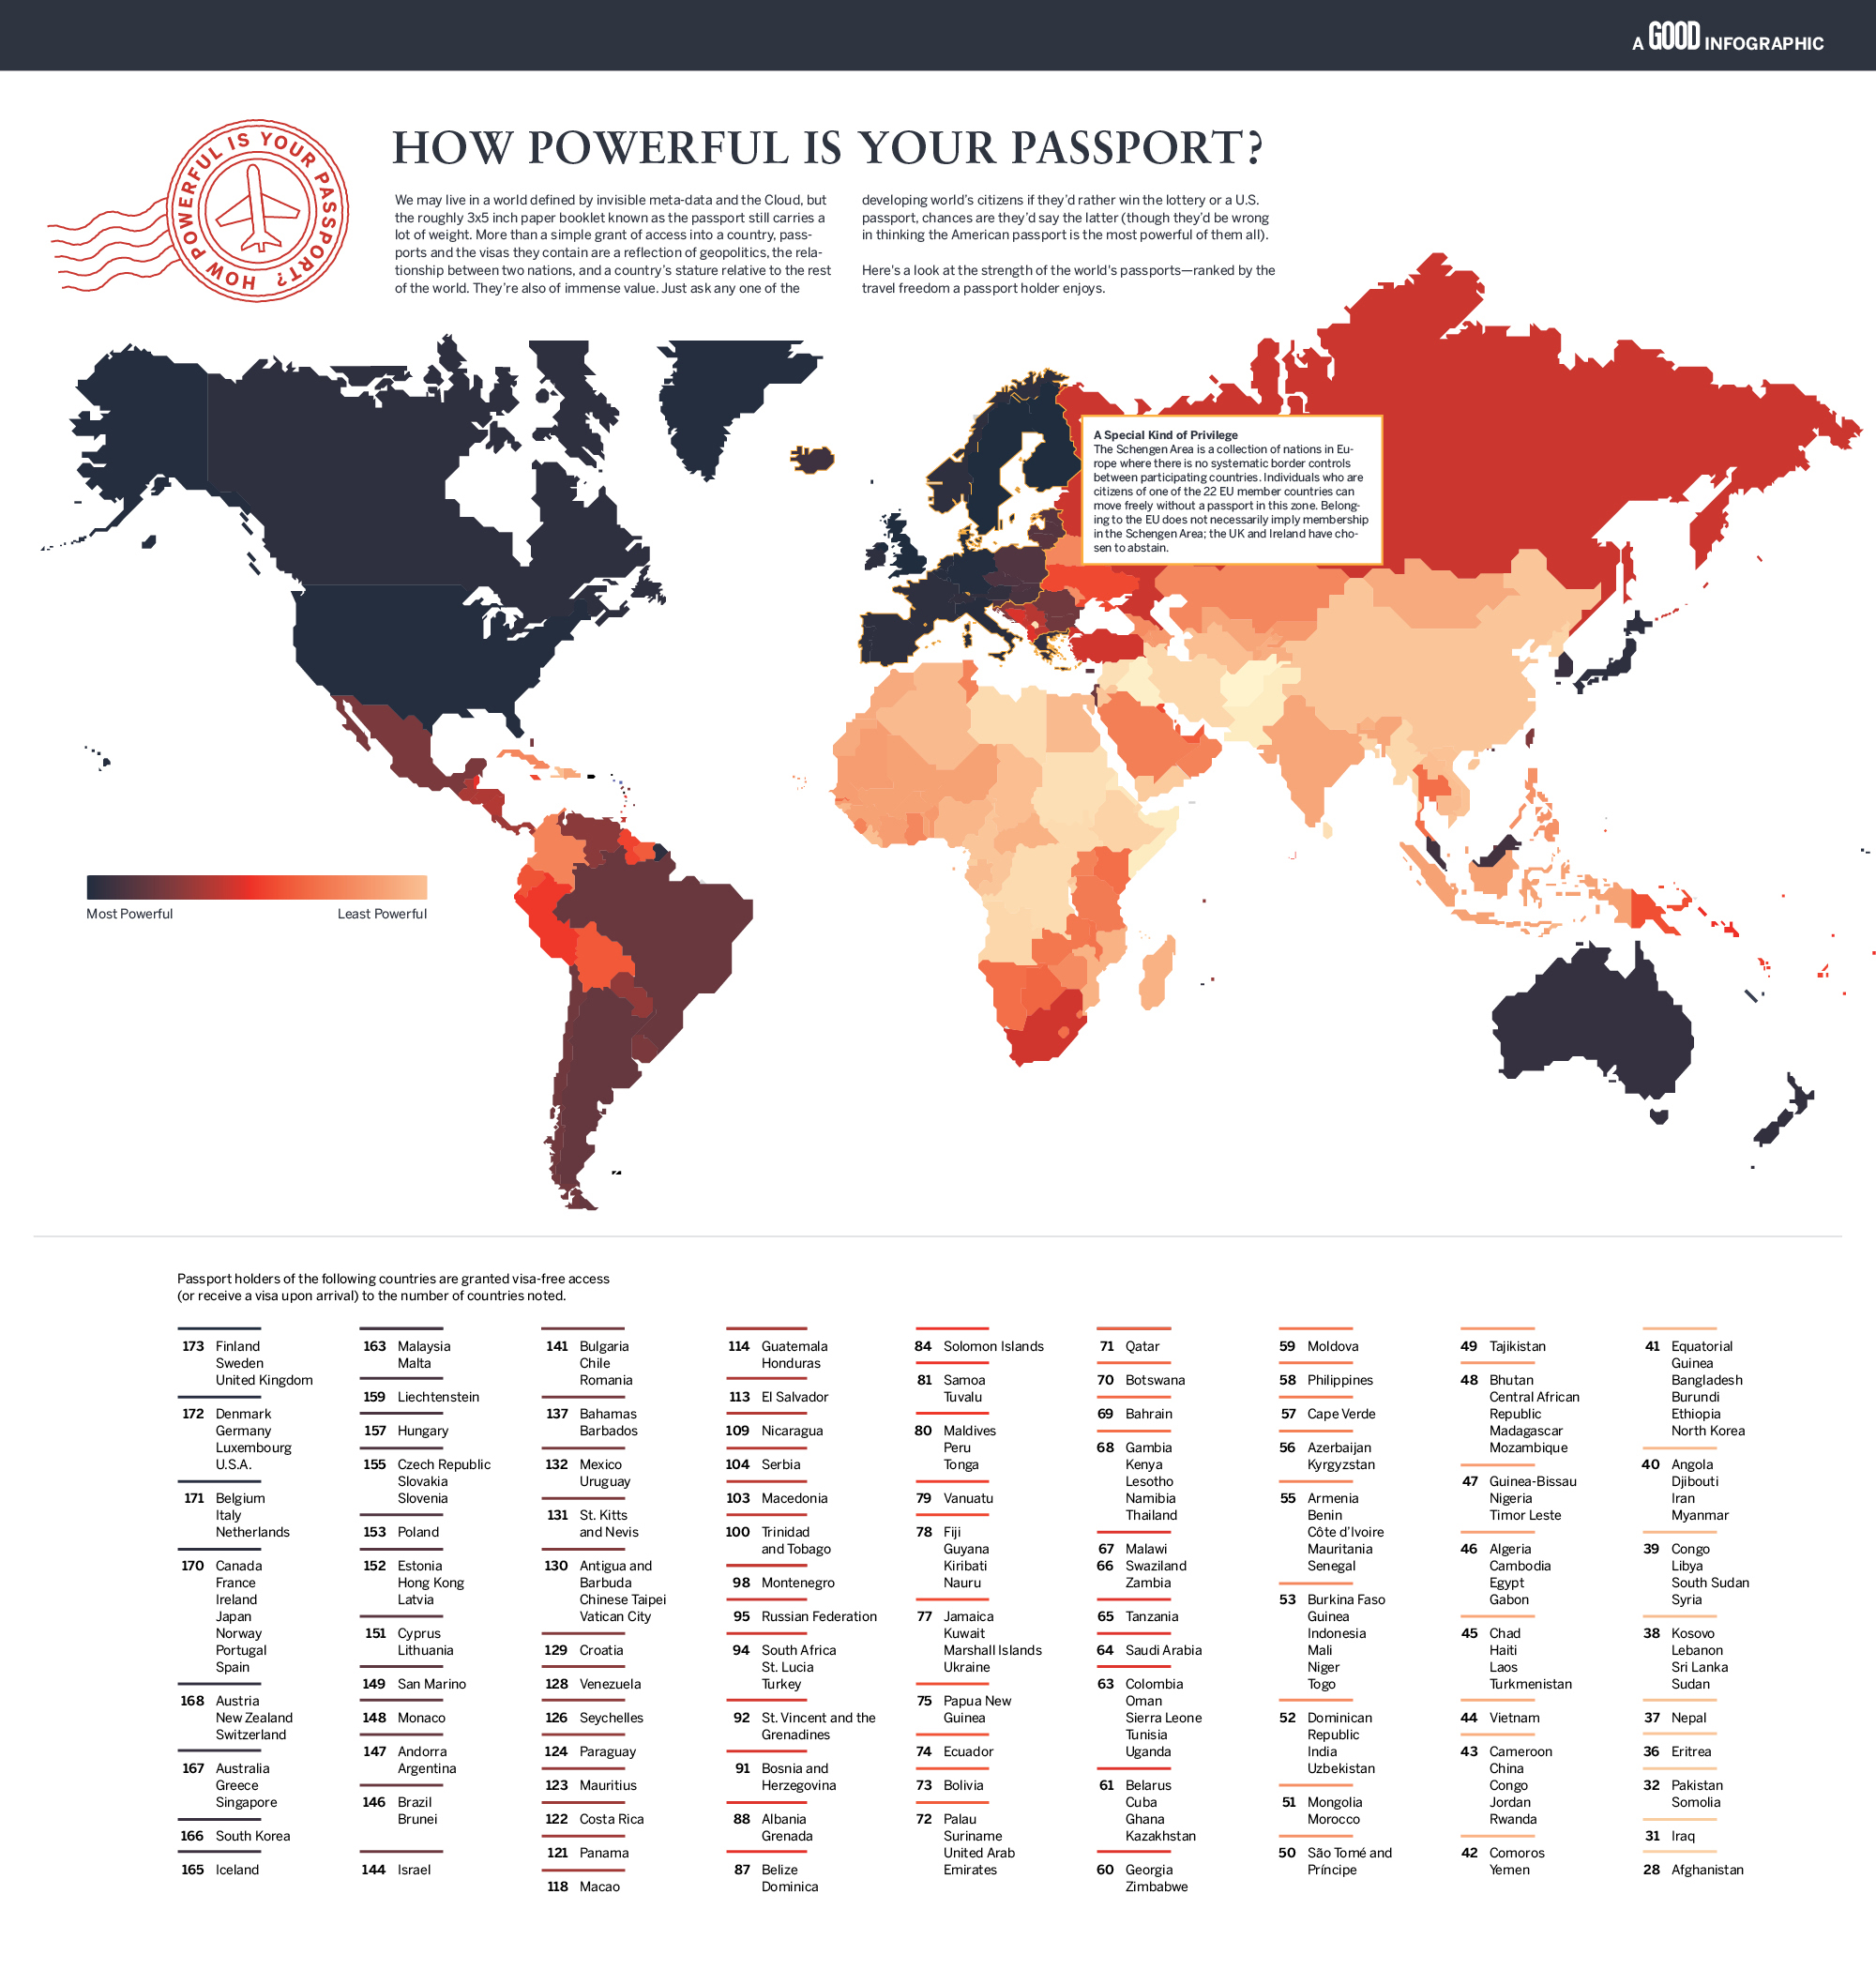 A GOOD INFOGRAPHIC
HOW POWERFUL IS YOUR PASSPORT?
HOW POWERFUL IS YOUR PASSPORT?
We may live in a world defined by invisible meta-data and the Cloud, but
the roughly 3x5 inch paper booklet known as the passport still carries a
lot of weight. More than a simple grant of access into a country, pass-
ports and the visas they contain are a reflection of geopolitics, the rela-
tionship between two nations, and a country's stature relative to the rest
of the world. They're also of immense value. Just ask any one of the
developing world's citizens if they'd rather win the lottery or a U.S.
passport, chances are they'd say the latter (though they'd be wrong
in thinking the American passport is the most powerful of them all).
Here's a look at the strength of the world's passports—ranked by the
travel freedom a passport holder enjoys.
A Special Kind of Privilege
The Schengen Area is a collection of nations in Eu-
rope where there is no systematic border controls
between participating countries. Individuals who are
citizens of one of the 22 EU member countries can
move freely without a passport in this zone. Belong-
ing to the EU does not necessarily imply membership
in the Schengen Area; the UK and Ireland have cho-
sen to abstain.
Most Powerful
Least Powerful
Passport holders of the following countries are granted visa-free access
(or receive a visa upon arrival) to the number of countries noted.
173 Finland
Sweden
United Kingdom
172 Denmark
Germany
Luxembourg
U.S.A.
171 Belgium
Italy
Netherlands
170 Canada
France
Ireland
Japan
Norway
Portugal
Spain
168 Austria
New Zealand
Switzerland
167 Australia
Greece
Singapore
166 South Korea
165 Iceland
163 Malaysia
Malta
159 Liechtenstein
157 Hungary
155 Czech Republic
Slovakia
Slovenia
153 Poland
152 Estonia
Hong Kong
Latvia
151 Cyprus
Lithuania
149 San Marino
148 Monaco
147 Andorra
Argentina
146 Brazil
Brunei
144 Israel
141 Bulgaria
Chile
Romania
137 Bahamas
Barbados
132 Mexico
Uruguay
131 St. Kitts
and Nevis
130 Antigua and
Barbuda
Chinese Taipei
Vatican City
129 Croatia
128 Venezuela
126 Seychelles
124 Paraguay
123 Mauritius
122 Costa Rica
121 Panama
118 Macao
114 Guatemala
Honduras
113 El Salvador
109 Nicaragua
104 Serbia
103 Macedonia
100 Trinidad
and Tobago
98 Montenegro
95 Russian Federation
94 South Africa
St. Lucia
Turkey
92 St. Vincent and the
Grenadines
91 Bosnia and
Herzegovina
88 Albania
Grenada
87 Belize
Dominica
84 Solomon Islands
81 Samoa
Tuvalu
80 Maldives
Peru
Tonga
79 Vanuatu
78 Fiji
Guyana
Kiribati
Nauru
77 Jamaica
Kuwait
Marshall Islands
Ukraine
75 Papua New
Guinea
74 Ecuador
73 Bolivia
72 Palau
Suriname
United Arab
Emirates
71 Qatar
70 Botswana
69 Bahrain
68 Gambia
Kenya
Lesotho
Namibia
Thailand
67 Malawi
66 Swaziland
Zambia
65 Tanzania
64 Saudi Arabia
63 Colombia
Oman
Sierra Leone
Tunisia
Uganda
61 Belarus
Cuba
Ghana
Kazakhstan
60 Georgia
Zimbabwe
59 Moldova
58 Philippines
57 Cape Verde
56 Azerbaijan
Kyrgyzstan
55 Armenia
Benin
Côte d'Ivoire
Mauritania
Senegal
53 Burkina Faso
Guinea
Indonesia
Mali
Niger
Togo
52 Dominican
Republic
India
Uzbekistan
51 Mongolia
Morocco
50 São Tomé and
Príncipe
49 Tajikistan
48 Bhutan
Central African
Republic
Madagascar
Mozambique
47 Guinea-Bissau
Nigeria
Timor Leste
46 Algeria
Cambodia
Egypt
Gabon
45 Chad
Haiti
Laos
Turkmenistan
44 Vietnam
43 Cameroon
China
Congo
Jordan
Rwanda
42 Comoros
Yemen
41 Equatorial
Guinea
Bangladesh
Burundi
Ethiopia
North Korea
40 Angola
Djibouti
Iran
Myanmar
39 Congo
Libya
South Sudan
Syria
38 Kosovo
Lebanon
Sri Lanka
Sudan
37 Nepal
36 Eritrea
32 Pakistan
Somolia
31 Iraq
28 Afghanistan